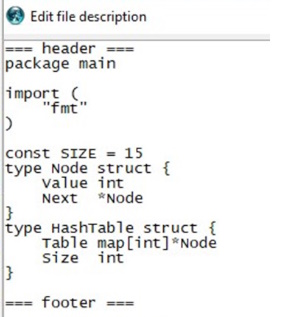 Edit file description
=== header ===
package main
import (
    "fmt"
)
const SIZE = 15
type Node struct {
    Value int
    Next  *Node
}
type HashTable struct {
    Table map[int]*Node
    Size  int
}
=== footer ===